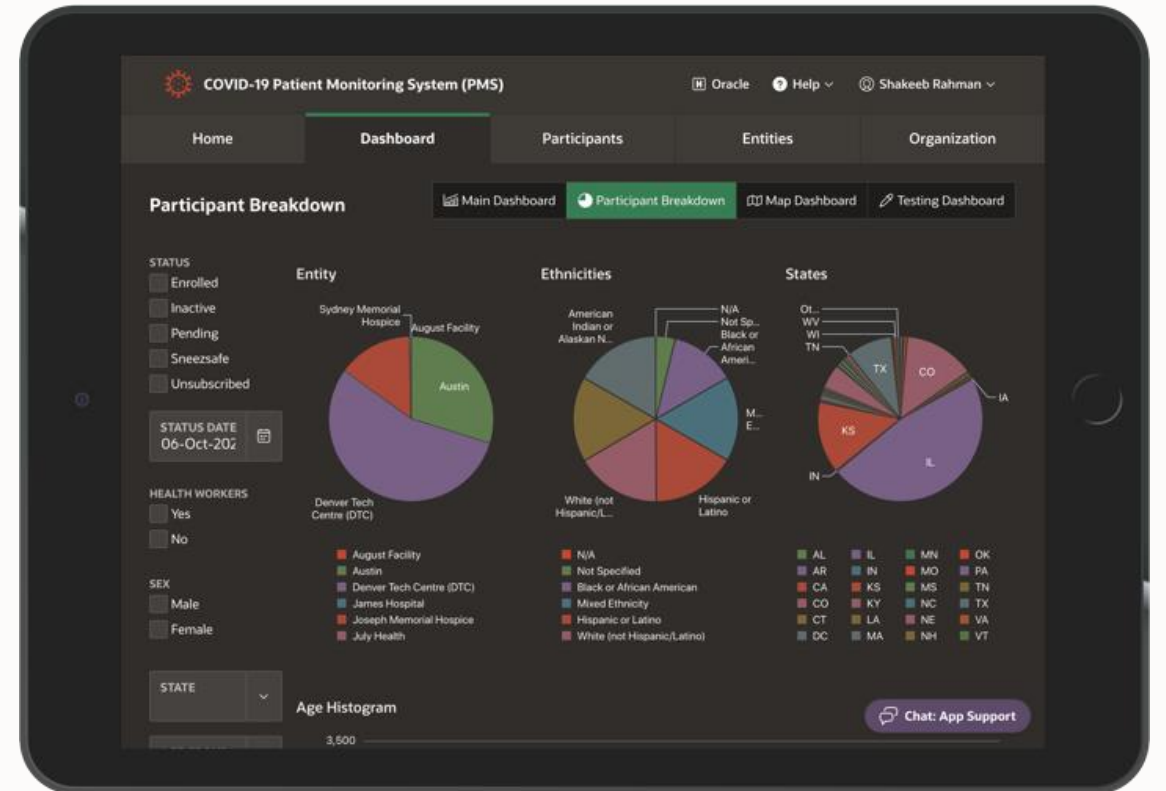 COVID-19 Patient Monitoring System (PMS)
Oracle
Help
Shakeeb Rahman
Home
Dashboard
Participants
Entities
Organization
Participant Breakdown
Main Dashboard
Participant Breakdown
Map Dashboard
Testing Dashboard
STATUS
Enrolled
Inactive
Pending
Sneezsafe
Unsubscribed
STATUS DATE
06-Oct-202
HEALTH WORKERS
Yes
No
SEX
Male
Female
STATE
Entity
Sydney Memorial
Hospice
August Facility
Austin
Denver Tech
Centre (DTC)
August Facility
Austin
Denver Tech Centre (DTC)
James Hospital
Joseph Memorial Hospice
July Health
Ethnicities
American
Indian or
Alaskan N...
N/A
Not Sp...
Black or
African
Ameri...
M...
E...
White (not
Hispanic/L...
Hispanic or
Latino
N/A
Not Specified
Black or African American
Mixed Ethnicity
Hispanic or Latino
White (not Hispanic/Latino)
States
Ot...
WV
WI
TN
TX
CO
IA
KS
IL
IN
AL IL MN OK
AR IN MO PA
CA KS MS TN
CO KY NC TX
CT LA NE VA
DC MA NH VT
Age Histogram
3,500
Chat: App Support